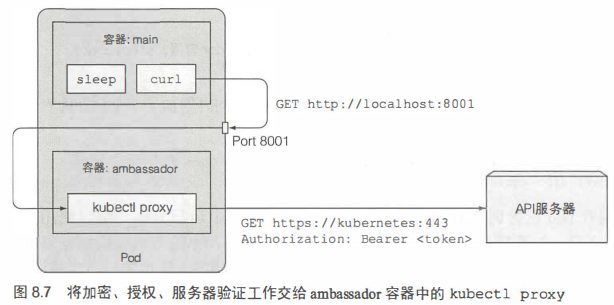 容器:main
sleep
curl
GET http://localhost:8001
Port 8001
容器: ambassador
kubectl proxy
API服务器
GET https://kubernetes:443
Authorization: Bearer <token>
Pod
图 8.7 将加密、授权、服务器验证工作交给 ambassador 容器中的 kubectl proxy